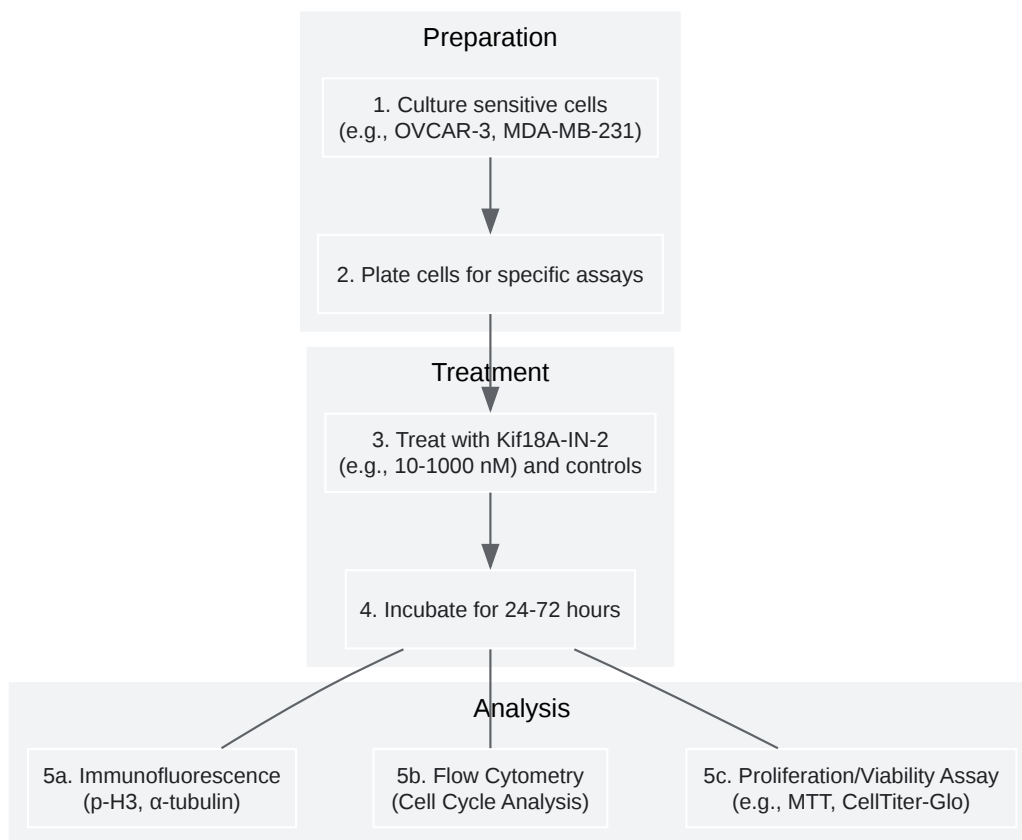 Preparation
1. Culture sensitive cells
(e.g., OVCAR-3, MDA-MB-231)
2. Plate cells for specific assays
Treatment
3. Treat with Kif18A-IN-2
(e.g., 10-1000 nM) and controls
4. Incubate for 24-72 hours
Analysis
5a. Immunofluorescence
(p-H3, α-tubulin)
5b. Flow Cytometry
(Cell Cycle Analysis)
5c. Proliferation/Viability Assay
(e.g., MTT, CellTiter-Glo)